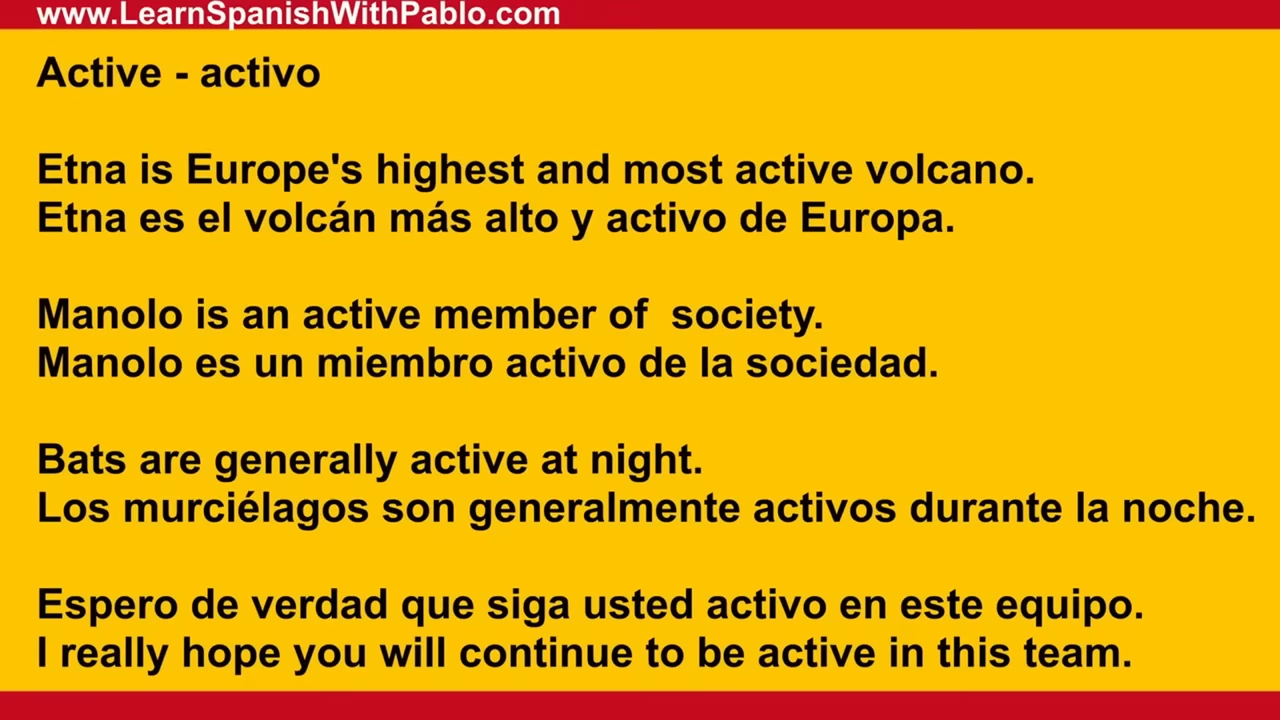 www.LearnSpanishWithPablo.com
Active - activo
Etna is Europe's highest and most active volcano.
Etna es el volcán más alto y activo de Europa.
Manolo is an active member of  society.
Manolo es un miembro activo de la sociedad.
Bats are generally active at night.
Los murciélagos son generalmente activos durante la noche.
Espero de verdad que siga usted activo en este equipo.
I really hope you will continue to be active in this team.